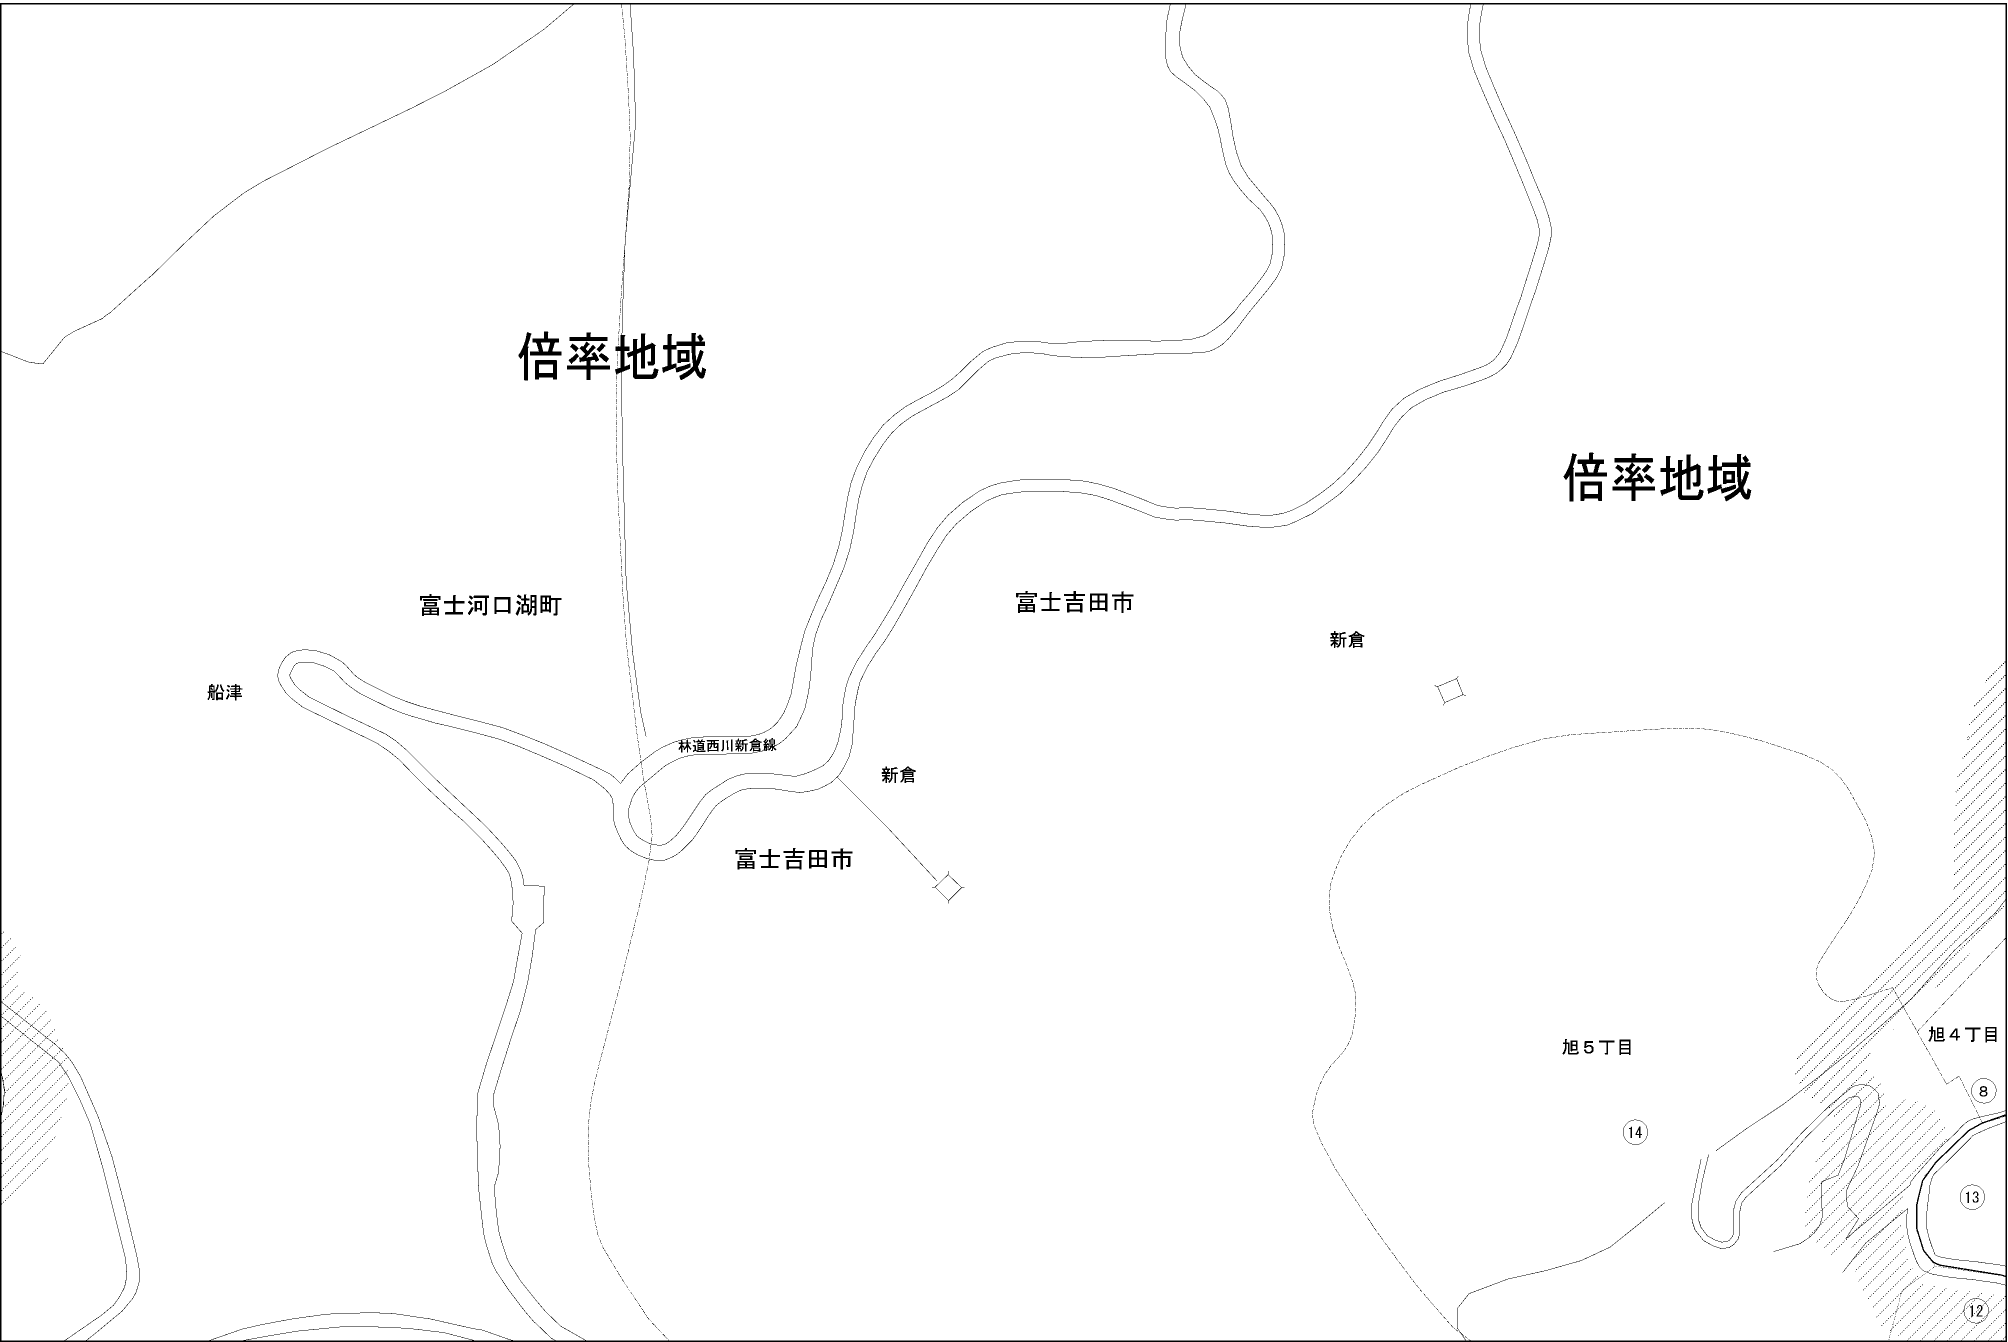 倍率地域
倍率地域
富士河口湖町
富士吉田市
新倉
船津
林道西川新倉線
新倉
富士吉田市
旭４丁目
旭５丁目
8
14
13
12